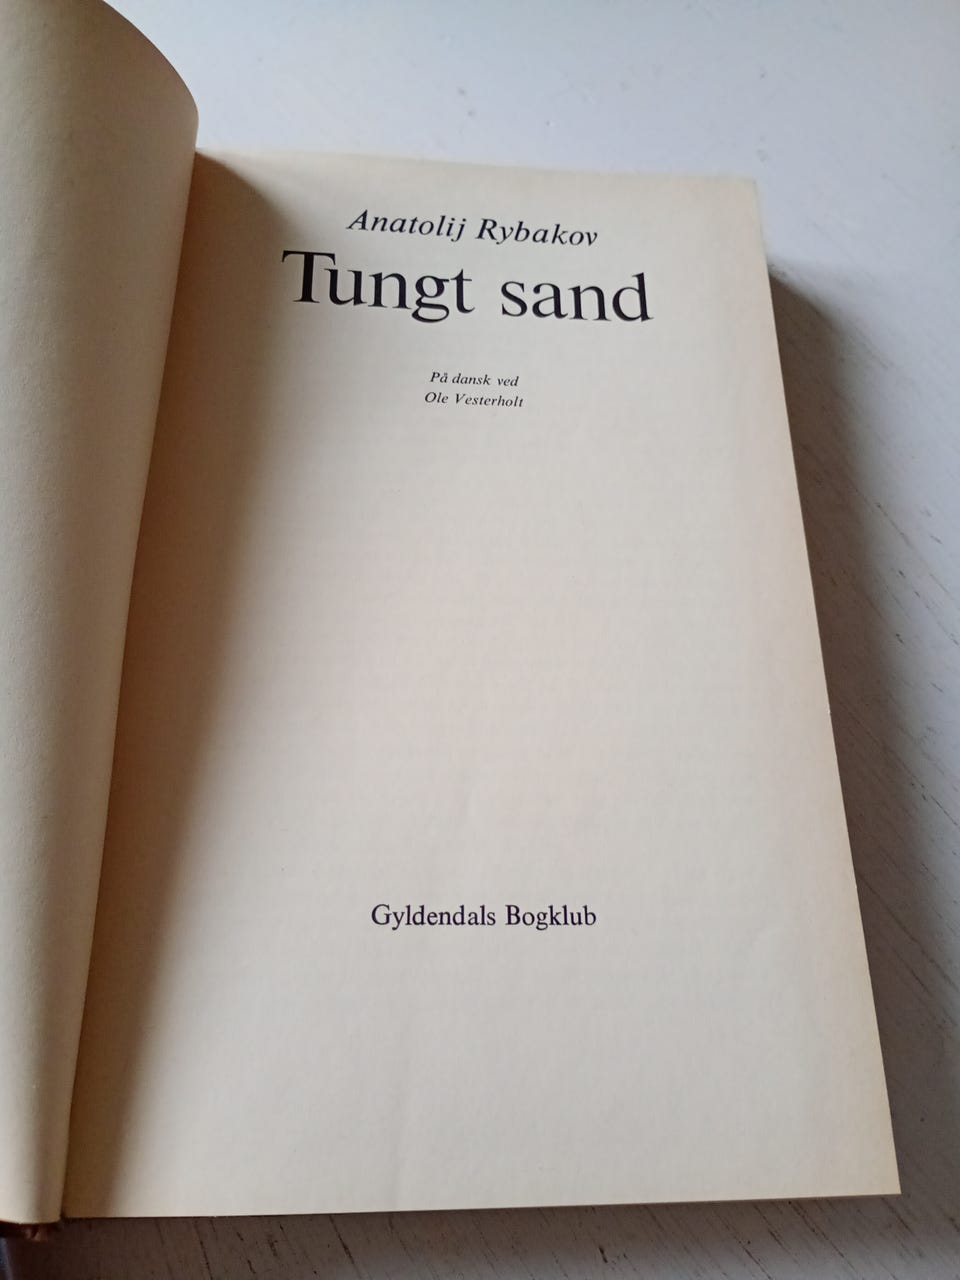 Anatolij Rybakov
Tungt sand
På dansk ved
Ole Vesterholt
Gyldendals Bogklub